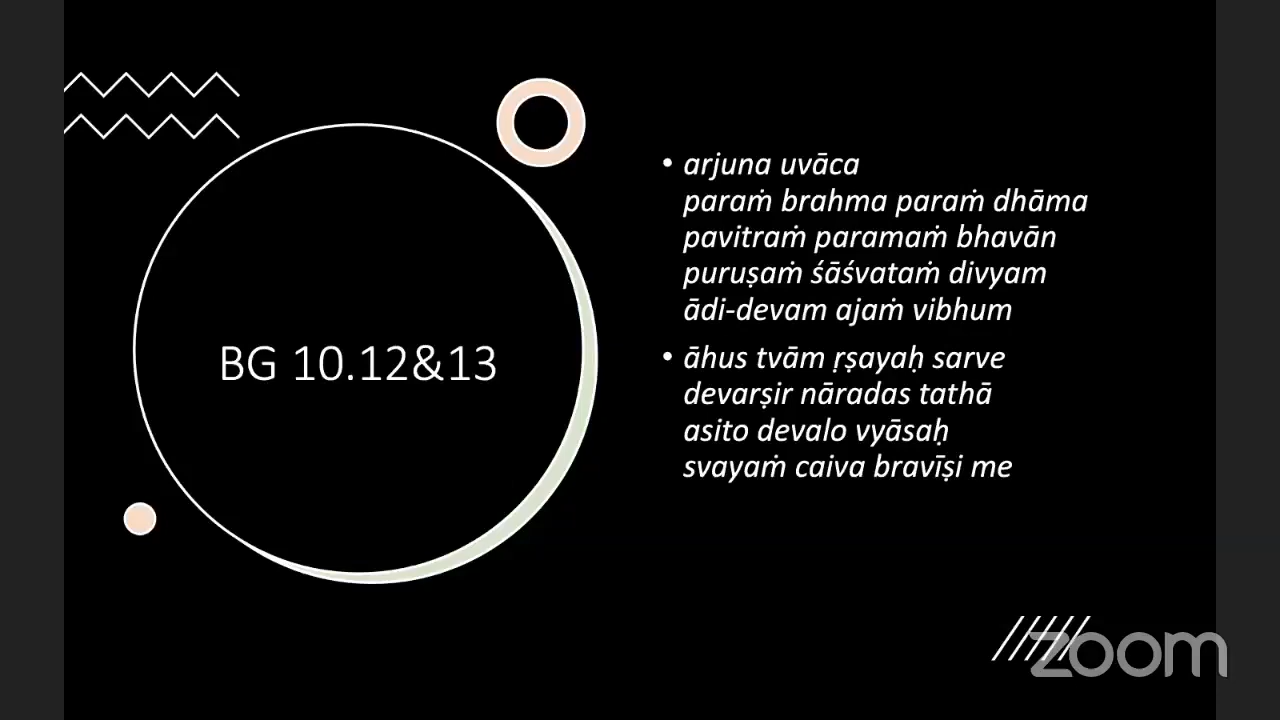 BG 10.12&13
• arjuna uvāca
paraṁ brahma paraṁ dhāma
pavitraṁ paramaṁ bhavān
puruṣaṁ śāśvataṁ divyam
ādi-devam ajaṁ vibhum
• āhus tvām ṛṣayaḥ sarve
devarṣir nāradas tathā
asito devalo vyāsaḥ
svayaṁ caiva bravīṣi me
zoom